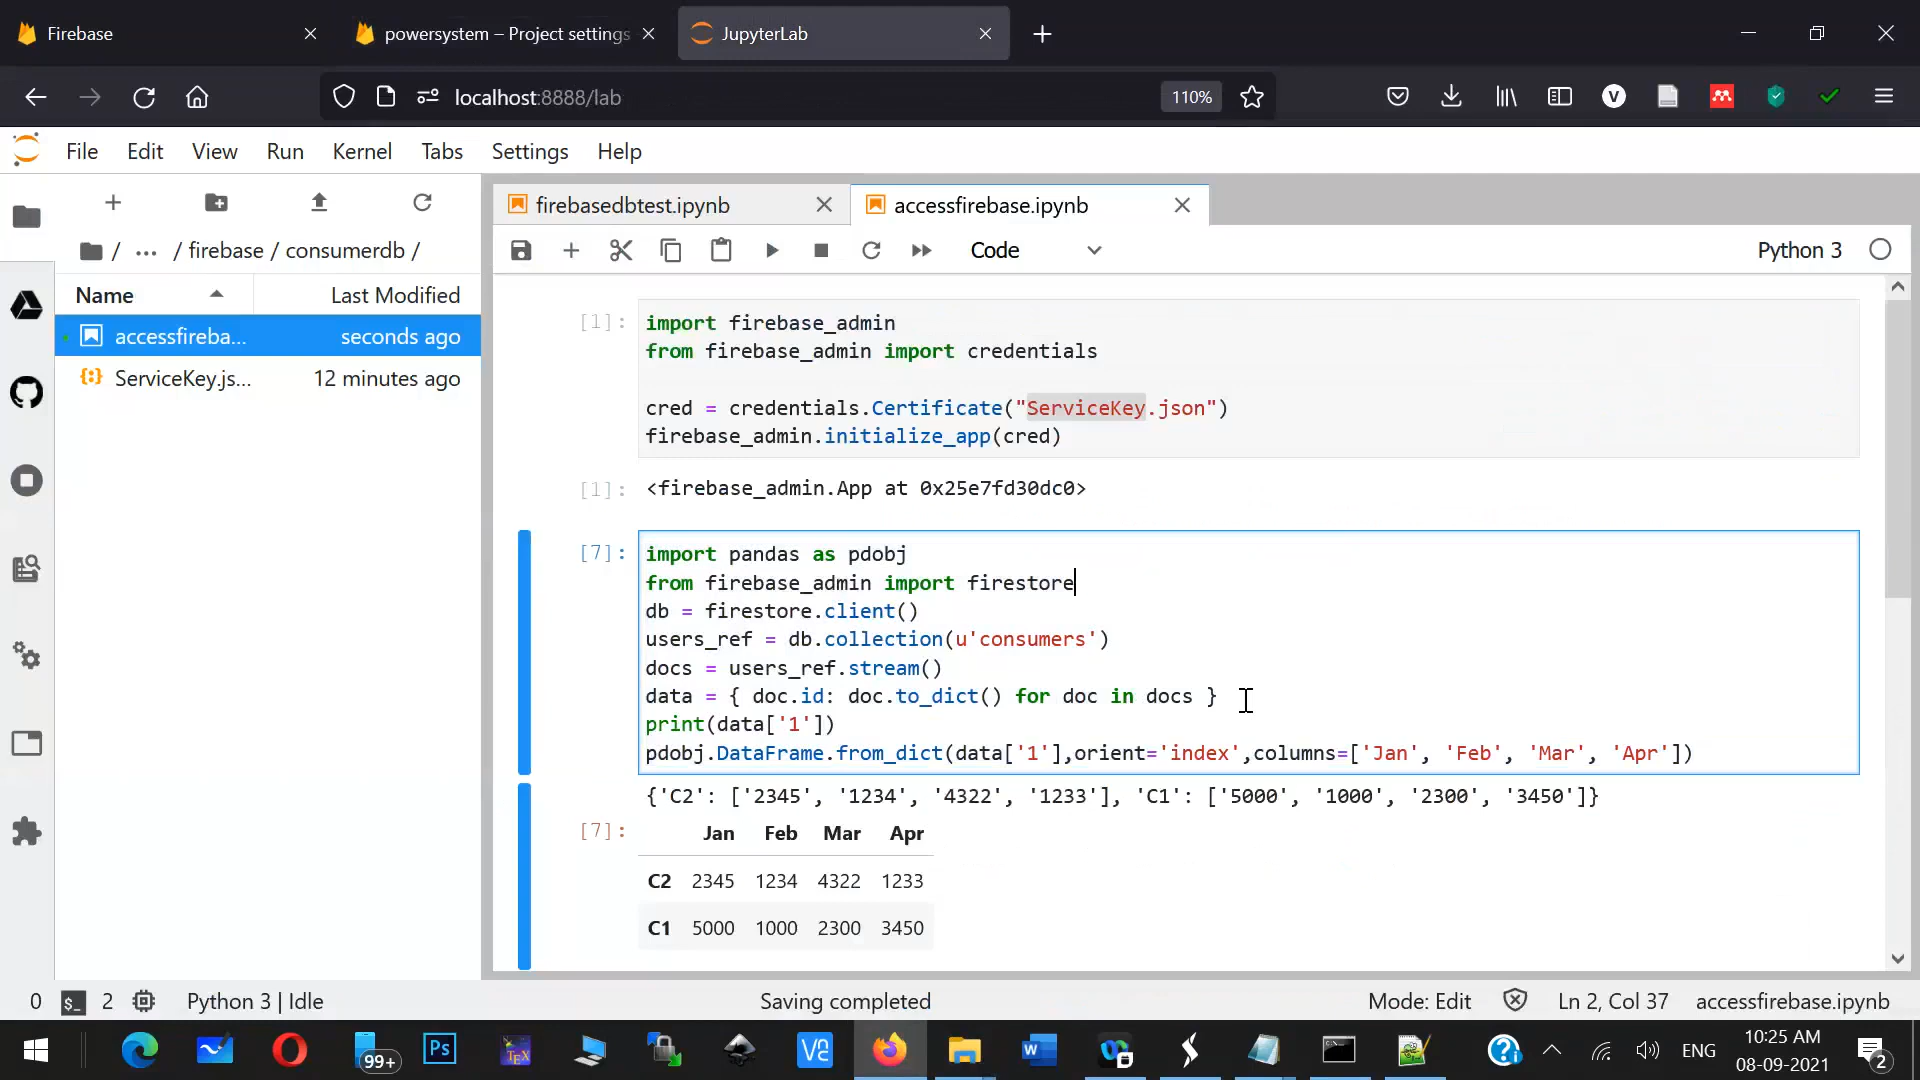 Firebase
powersystem – Project settings
JupyterLab
localhost:8888/lab
110%
V
File Edit View Run Kernel Tabs Settings Help
firebasedbtest.ipynb
accessfirebase.ipynb
Code
Python 3
/ ... / firebase / consumerdb /
Name Last Modified
accessfireba... seconds ago
ServiceKey.js... 12 minutes ago
[1]: import firebase_admin
from firebase_admin import credentials
cred = credentials.Certificate("ServiceKey.json")
firebase_admin.initialize_app(cred)
[1]: <firebase_admin.App at 0x25e7fd30dc0>
[7]: import pandas as pdobj
from firebase_admin import firestore
db = firestore.client()
users_ref = db.collection(u'consumers')
docs = users_ref.stream()
data = { doc.id: doc.to_dict() for doc in docs }
print(data['1'])
pdobj.DataFrame.from_dict(data['1'],orient='index',columns=['Jan', 'Feb', 'Mar', 'Apr'])
{'C2': ['2345', '1234', '4322', '1233'], 'C1': ['5000', '1000', '2300', '3450']}
[7]: Jan Feb Mar Apr
C2 2345 1234 4322 1233
C1 5000 1000 2300 3450
0 $_ 2 Python 3 | Idle Saving completed Mode: Edit Ln 2, Col 37 accessfirebase.ipynb
99+
Ps
TEX
V2
W
ENG
10:25 AM
08-09-2021
2